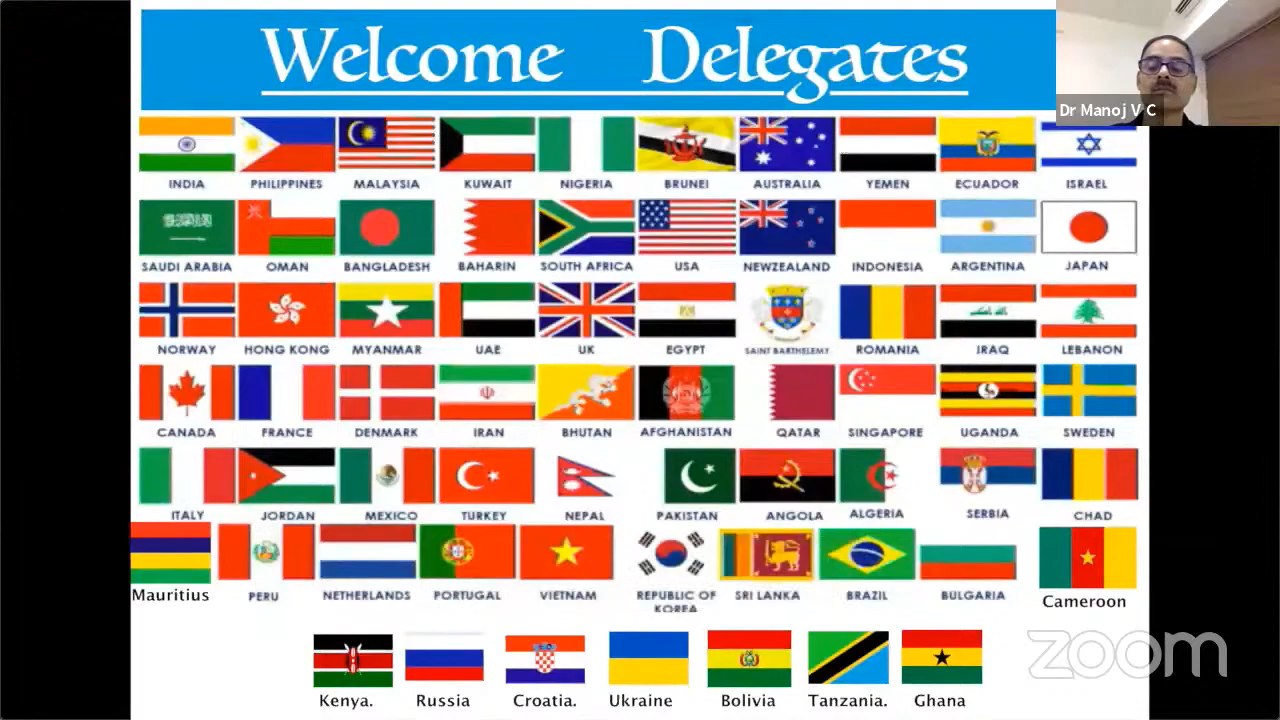 Welcome Delegates
Dr Manoj V C
INDIA PHILIPPINES MALAYSIA KUWAIT NIGERIA BRUNEI AUSTRALIA YEMEN ECUADOR ISRAEL
SAUDI ARABIA OMAN BANGLADESH BAHARIN SOUTH AFRICA USA NEWZEALAND INDONESIA ARGENTINA JAPAN
NORWAY HONG KONG MYANMAR UAE UK EGYPT SAINT BARTHELEMY ROMANIA IRAQ LEBANON
CANADA FRANCE DENMARK IRAN BHUTAN AFGHANISTAN QATAR SINGAPORE UGANDA SWEDEN
ITALY JORDAN MEXICO TURKEY NEPAL PAKISTAN ANGOLA ALGERIA SERBIA CHAD
Mauritius PERU NETHERLANDS PORTUGAL VIETNAM REPUBLIC OF KOREA SRI LANKA BRAZIL BULGARIA Cameroon
Kenya. Russia Croatia. Ukraine Bolivia Tanzania. Ghana
zoom